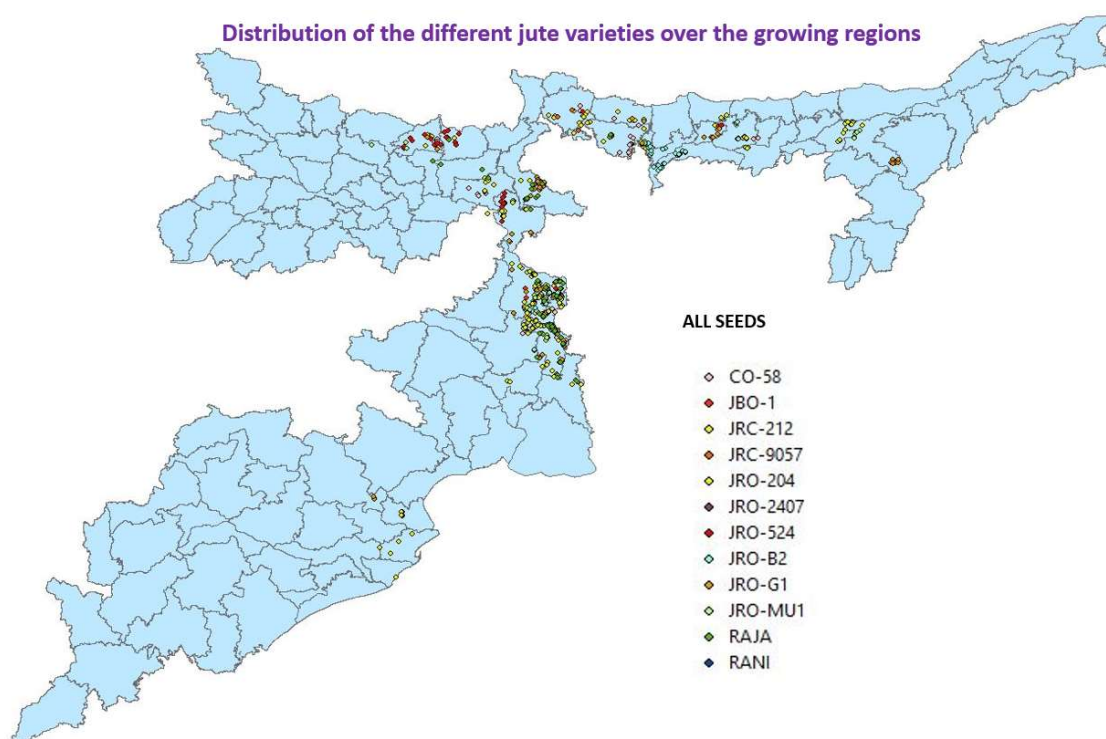 Distribution of the different jute varieties over the growing regions
ALL SEEDS
CO-58
JBO-1
JRC-212
JRC-9057
JRO-204
JRO-2407
JRO-524
JRO-B2
JRO-G1
JRO-MU1
RAJA
RANI